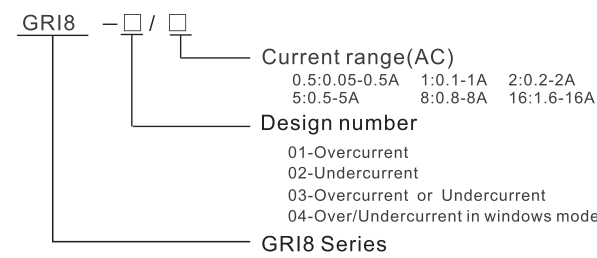 GRI8 – □ / □
Current range(AC)
0.5:0.05-0.5A 1:0.1-1A 2:0.2-2A
5:0.5-5A 8:0.8-8A 16:1.6-16A
Design number
01-Overcurrent
02-Undercurrent
03-Overcurrent or Undercurrent
04-Over/Undercurrent in windows mode
GRI8 Series